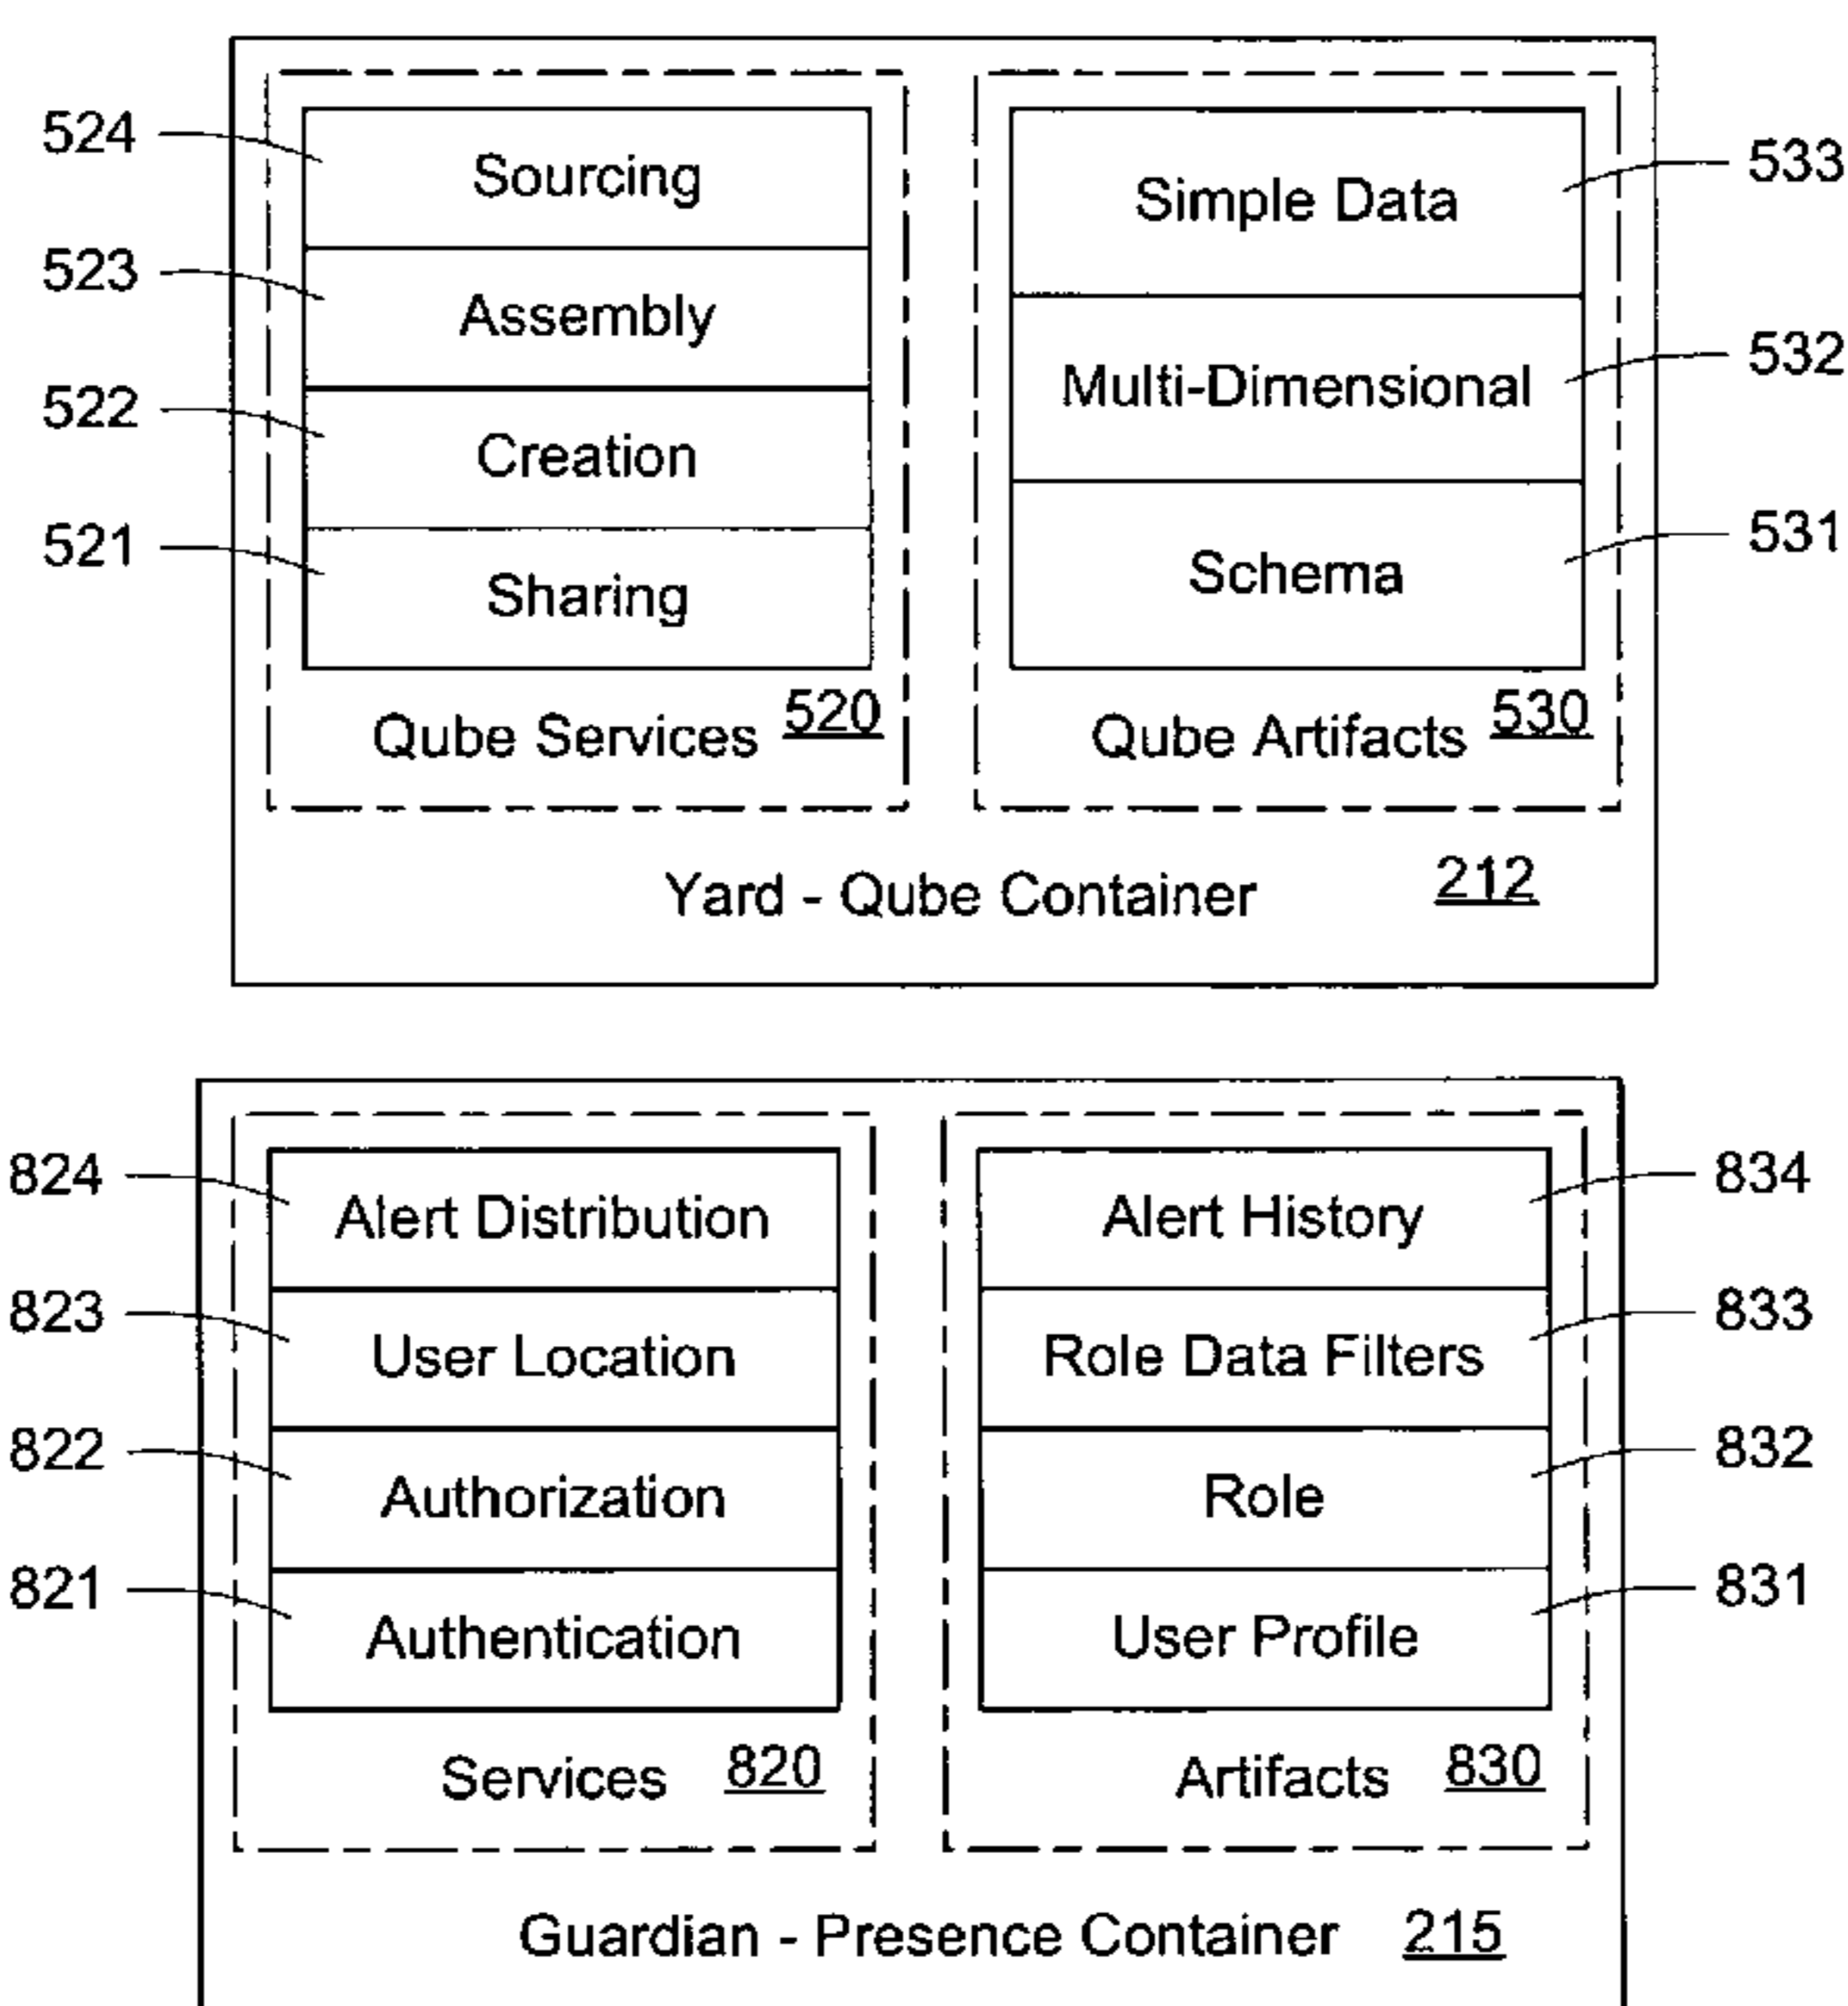 524
Sourcing
523
Assembly
522
Creation
521
Sharing
Qube Services 520
Simple Data
533
Multi-Dimensional
532
Schema
531
Qube Artifacts 530
Yard - Qube Container 212
824
Alert Distribution
823
User Location
822
Authorization
821
Authentication
Services 820
Alert History
834
Role Data Filters
833
Role
832
User Profile
831
Artifacts 830
Guardian - Presence Container 215